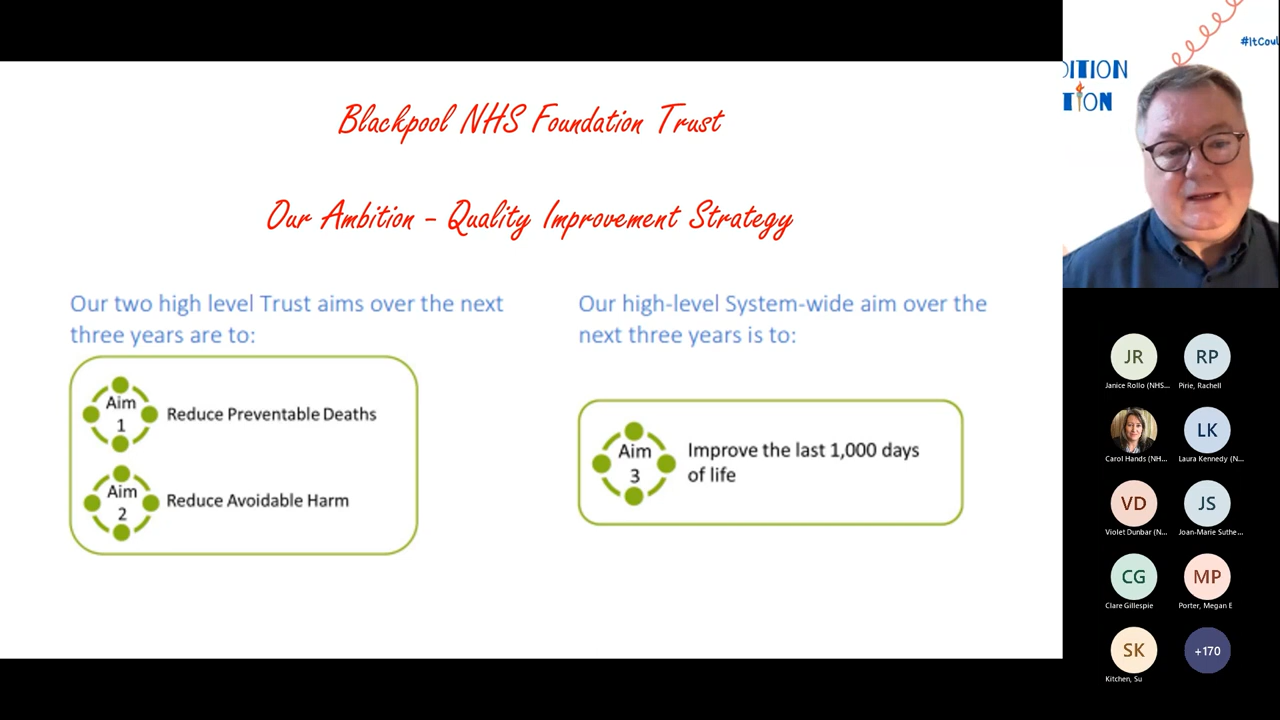 Blackpool NHS Foundation Trust
Our Ambition - Quality Improvement Strategy
Our two high level Trust aims over the next
three years are to:
Aim
1
Reduce Preventable Deaths
Aim
2
Reduce Avoidable Harm
Our high-level System-wide aim over the
next three years is to:
Aim
3
Improve the last 1,000 days
of life
#ItCoul
DITION
TION
JR
Janice Rollo (NHS...
RP
Pirie, Rachell
Carol Hands (NH...
LK
Laura Kennedy (N...
VD
Violet Dunbar (N...
JS
Joan-Marie Suthe...
CG
Clare Gillespie
MP
Porter, Megan E
SK
Kitchen, Su
+170